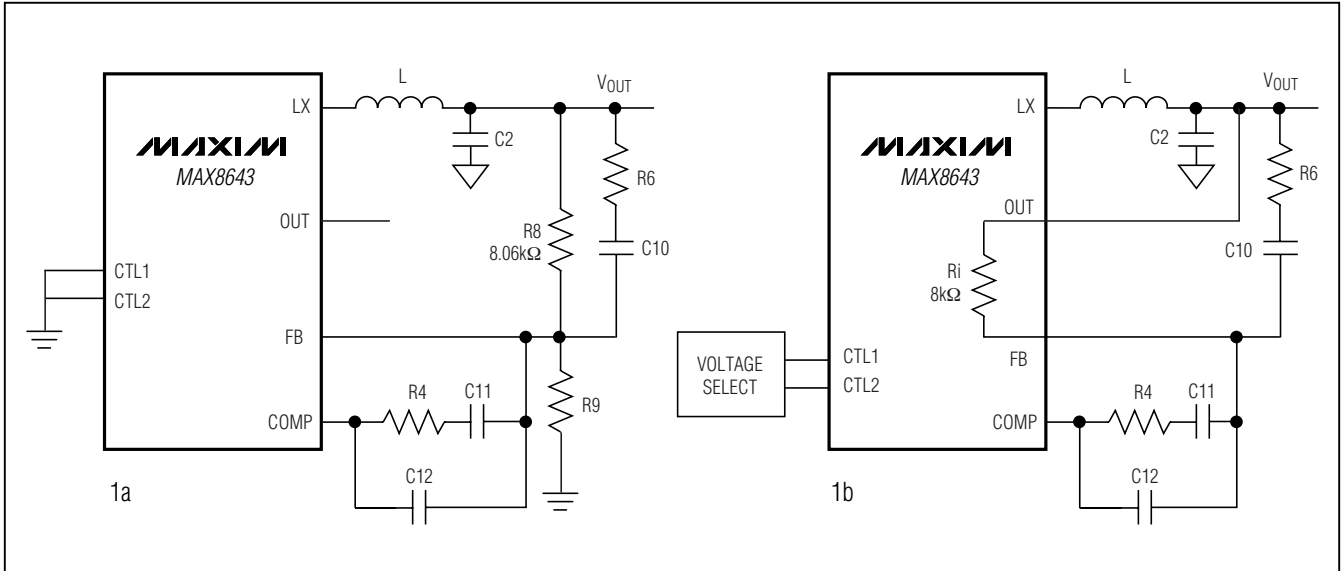 L
VOUT
LX
MAXIM
MAX8643
C2
R6
OUT
R8
8.06kΩ
C10
CTL1
CTL2
FB
R4
C11
R9
COMP
C12
1a
L
VOUT
LX
MAXIM
MAX8643
C2
R6
OUT
Ri
8kΩ
C10
VOLTAGE
SELECT
CTL1
CTL2
FB
R4
C11
COMP
C12
1b